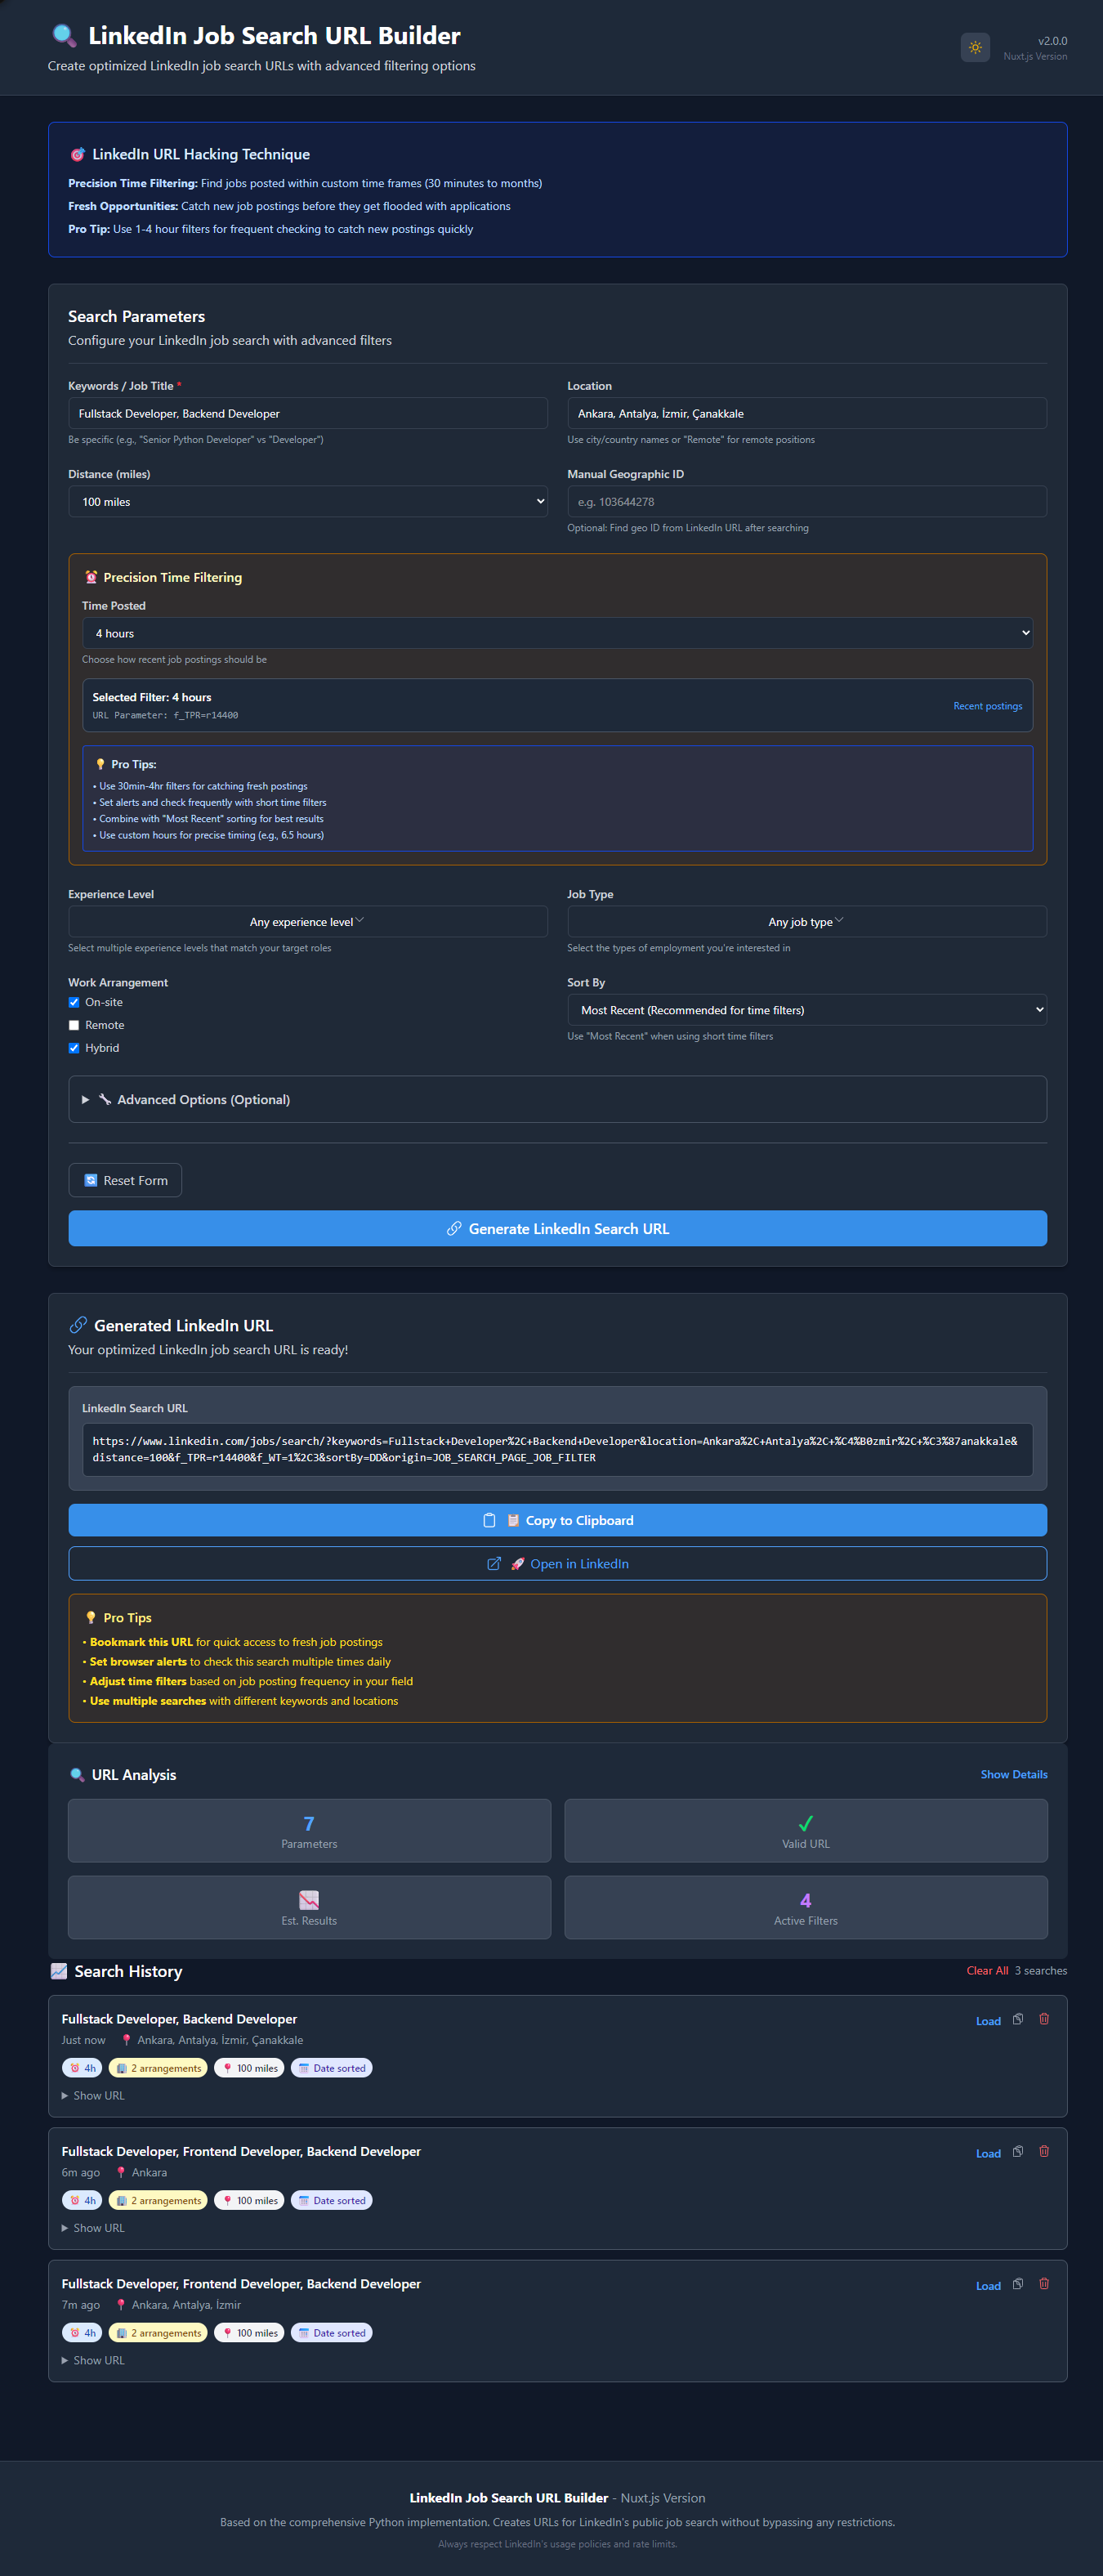 LinkedIn Job Search URL Builder
Create optimized LinkedIn job search URLs with advanced filtering options
v2.0.0
Nuxt.js Version
LinkedIn URL Hacking Technique
Precision Time Filtering: Find jobs posted within custom time frames (30 minutes to months)
Fresh Opportunities: Catch new job postings before they get flooded with applications
Pro Tip: Use 1-4 hour filters for frequent checking to catch new postings quickly
Search Parameters
Configure your LinkedIn job search with advanced filters
Keywords / Job Title *
Fullstack Developer, Backend Developer
Be specific (e.g., "Senior Python Developer" vs "Developer")
Location
Ankara, Antalya, İzmir, Çanakkale
Use city/country names or "Remote" for remote positions
Distance (miles)
100 miles
Manual Geographic ID
e.g. 103644278
Optional: Find geo ID from LinkedIn URL after searching
Precision Time Filtering
Time Posted
4 hours
Choose how recent job postings should be
Selected Filter: 4 hours
URL Parameter: f_TPR=r14400
Recent postings
Pro Tips:
• Use 30min-4hr filters for catching fresh postings
• Set alerts and check frequently with short time filters
• Combine with "Most Recent" sorting for best results
• Use custom hours for precise timing (e.g., 6.5 hours)
Experience Level
Any experience level
Select multiple experience levels that match your target roles
Job Type
Any job type
Select the types of employment you're interested in
Work Arrangement
On-site
Remote
Hybrid
Sort By
Most Recent (Recommended for time filters)
Use "Most Recent" when using short time filters
Advanced Options (Optional)
Reset Form
Generate LinkedIn Search URL
Generated LinkedIn URL
Your optimized LinkedIn job search URL is ready!
LinkedIn Search URL
https://www.linkedin.com/jobs/search/?keywords=Fullstack+Developer%2C+Backend+Developer&location=Ankara%2C+Antalya%2C+%C4%B0zmir%2C+%C3%87anakkale&
distance=100&f_TPR=r14400&f_WT=1%2C3&sortBy=DD&origin=JOB_SEARCH_PAGE_JOB_FILTER
Copy to Clipboard
Open in LinkedIn
Pro Tips
• Bookmark this URL for quick access to fresh job postings
• Set browser alerts to check this search multiple times daily
• Adjust time filters based on job posting frequency in your field
• Use multiple searches with different keywords and locations
URL Analysis
Show Details
7
Parameters
Valid URL
Est. Results
4
Active Filters
Search History
Clear All 3 searches
Fullstack Developer, Backend Developer
Load
Just now Ankara, Antalya, İzmir, Çanakkale
4h 2 arrangements 100 miles Date sorted
Show URL
Fullstack Developer, Frontend Developer, Backend Developer
Load
6m ago Ankara
4h 2 arrangements 100 miles Date sorted
Show URL
Fullstack Developer, Frontend Developer, Backend Developer
Load
7m ago Ankara, Antalya, İzmir
4h 2 arrangements 100 miles Date sorted
Show URL
LinkedIn Job Search URL Builder - Nuxt.js Version
Based on the comprehensive Python implementation. Creates URLs for LinkedIn's public job search without bypassing any restrictions.
Always respect LinkedIn's usage policies and rate limits.